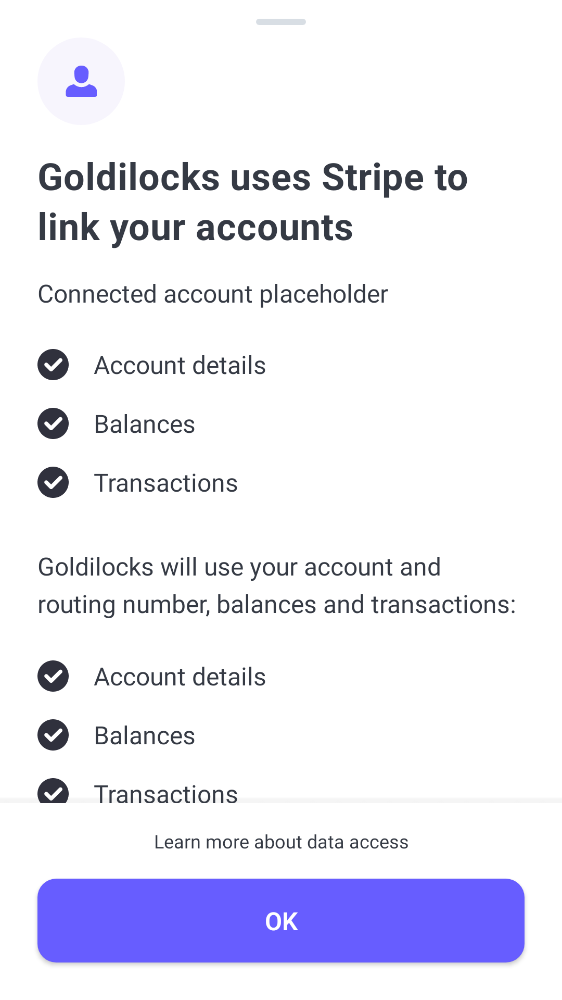 Goldilocks uses Stripe to
link your accounts
Connected account placeholder
Account details
Balances
Transactions
Goldilocks will use your account and
routing number, balances and transactions:
Account details
Balances
Transactions
Learn more about data access
OK